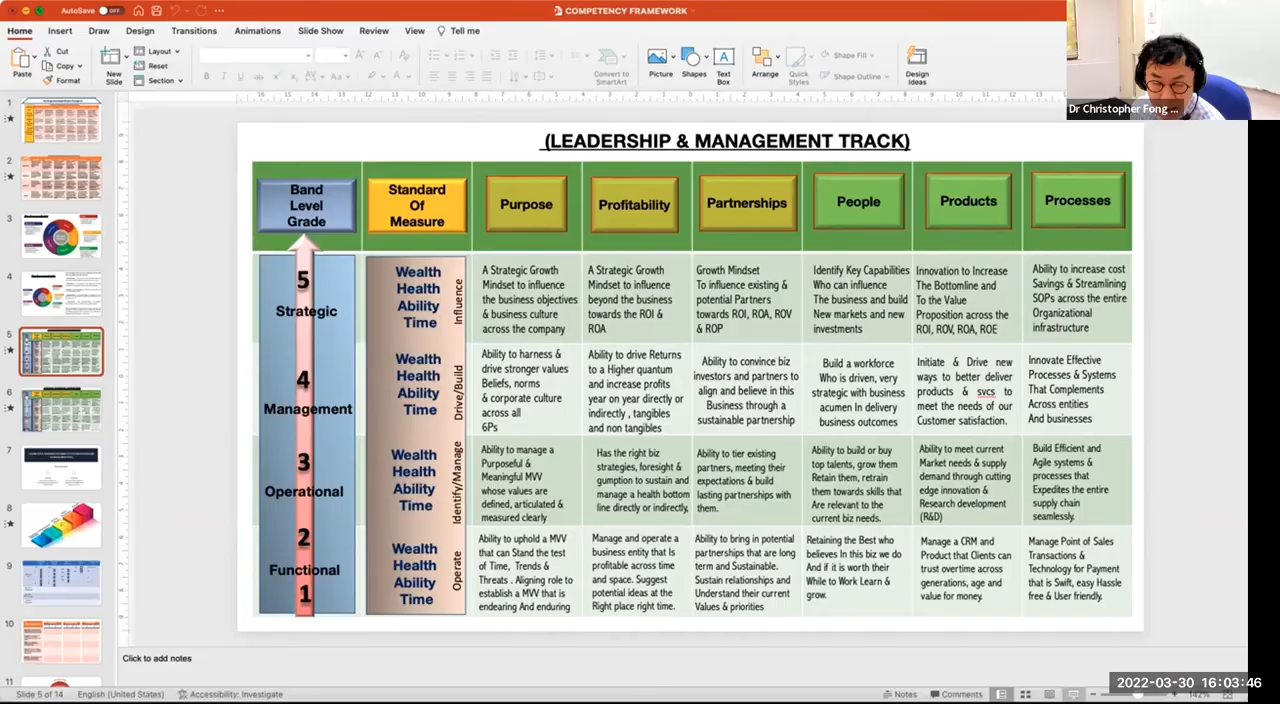 AutoSave OFF
COMPETENCY FRAMEWORK
Home Insert Draw Design Transitions Animations Slide Show Review View Tell me
Paste
Cut
Copy
Format
New
Slide
Layout
Reset
Section
Convert to
SmartArt
Picture
Shapes
Text
Box
Arrange
Quick
Styles
Shape Fill
Shape Outline
Design
Ideas
Dr Christopher Fong ...
1
2
3
4
5
6
7
8
9
10
11
(LEADERSHIP & MANAGEMENT TRACK)
Band
Level
Grade
Standard
Of
Measure
Purpose
Profitability
Partnerships
People
Products
Processes
5
Strategic
Wealth
Health
Ability
Time
Influence
A Strategic Growth
Mindset to influence
the business objectives
& business culture
across the company
A Strategic Growth
Mindset to influence
beyond the business
towards the ROI &
ROA
Growth Mindset
To influence existing &
potential Partners
towards ROI, ROA, ROV
& ROP
Identify Key Capabilities
Who can influence
The business and build
New markets and new
investments
Innovation to Increase
The Bottomline and
To the Value
Proposition across the
ROI, ROV, ROA, ROE
Ability to increase cost
Savings & Streamlining
SOPs across the entire
Organizational
infrastructure
4
Management
Wealth
Health
Ability
Time
Drive/Build
Ability to harness &
drive stronger values
Beliefs, norms
& corporate culture
across all
6Ps
Ability to drive Returns
to a Higher quantum
and increase profits
year on year directly or
indirectly , tangibles
and non tangibles
Ability to convince biz
investors and partners to
align and believe in this
Business through a
sustainable partnership
Build a workforce
Who is driven, very
strategic with business
acumen In delivery
business outcomes
Initiate & Drive new
ways to better deliver
products & svcs to
meet the needs of our
Customer satisfaction.
Innovate Effective
Processes & Systems
That Complements
Across entities
And businesses
3
Operational
Wealth
Health
Ability
Time
Identify/Manage
Ability to manage a
Purposeful &
Meaningful MVV
whose values are
defined, articulated &
measured clearly
Has the right biz
strategies, foresight &
gumption to sustain and
manage a health bottom
line directly or indirectly.
Ability to tier existing
partners, meeting their
expectations & build
lasting partnerships with
them.
Ability to build or buy
top talents, grow them
Retain them, retrain
them towards skills that
Are relevant to the
current biz needs.
Ability to meet current
Market needs & supply
demand through cutting
edge innovation &
Research development
(R&D)
Build Efficient and
Agile systems &
processes that
Expedites the entire
supply chain
seamlessly.
2
Functional
1
Wealth
Health
Ability
Time
Operate
Ability to uphold a MVV
that can Stand the test
of Time, Trends &
Threats . Aligning role to
establish a MVV that is
endearing And enduring
Manage and operate a
business entity that Is
profitable across time
and space. Suggest
potential ideas at the
Right place right time.
Ability to bring in potential
partnerships that are long
term and Sustainable.
Sustain relationships and
Understand their current
Values & priorities
Retaining the Best who
believes In this biz we do
And if it is worth their
While to Work Learn &
grow.
Manage a CRM and
Product that Clients can
trust overtime across
generations, age and
value for money.
Manage Point of Sales
Transactions &
Technology for Payment
that is Swift, easy Hassle
free & User friendly.
Click to add notes
Slide 5 of 14 English (United States) Accessibility: Investigate
Notes Comments
142%
2022-03-30 16:03:46